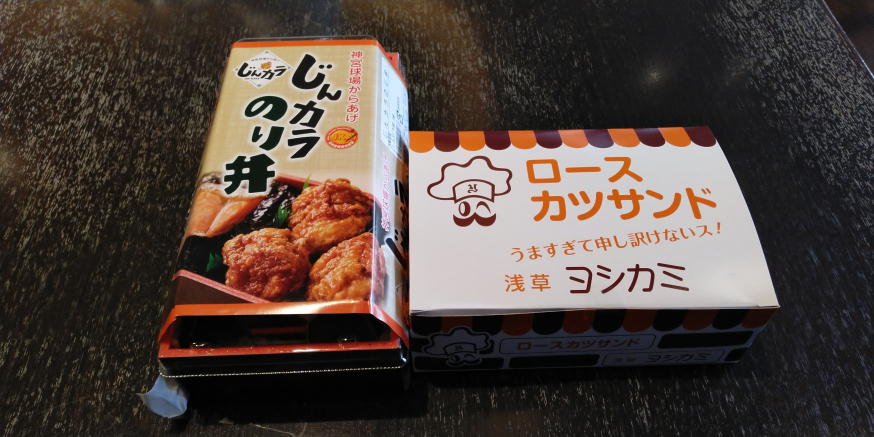 神宮球場からあげ
じんカラ
じんカラ
のり丼
ロース
カツサンド
うますぎて申し訳けないス!
浅草 ヨシカミ
ロースカツサンド
浅草 ヨシカミ